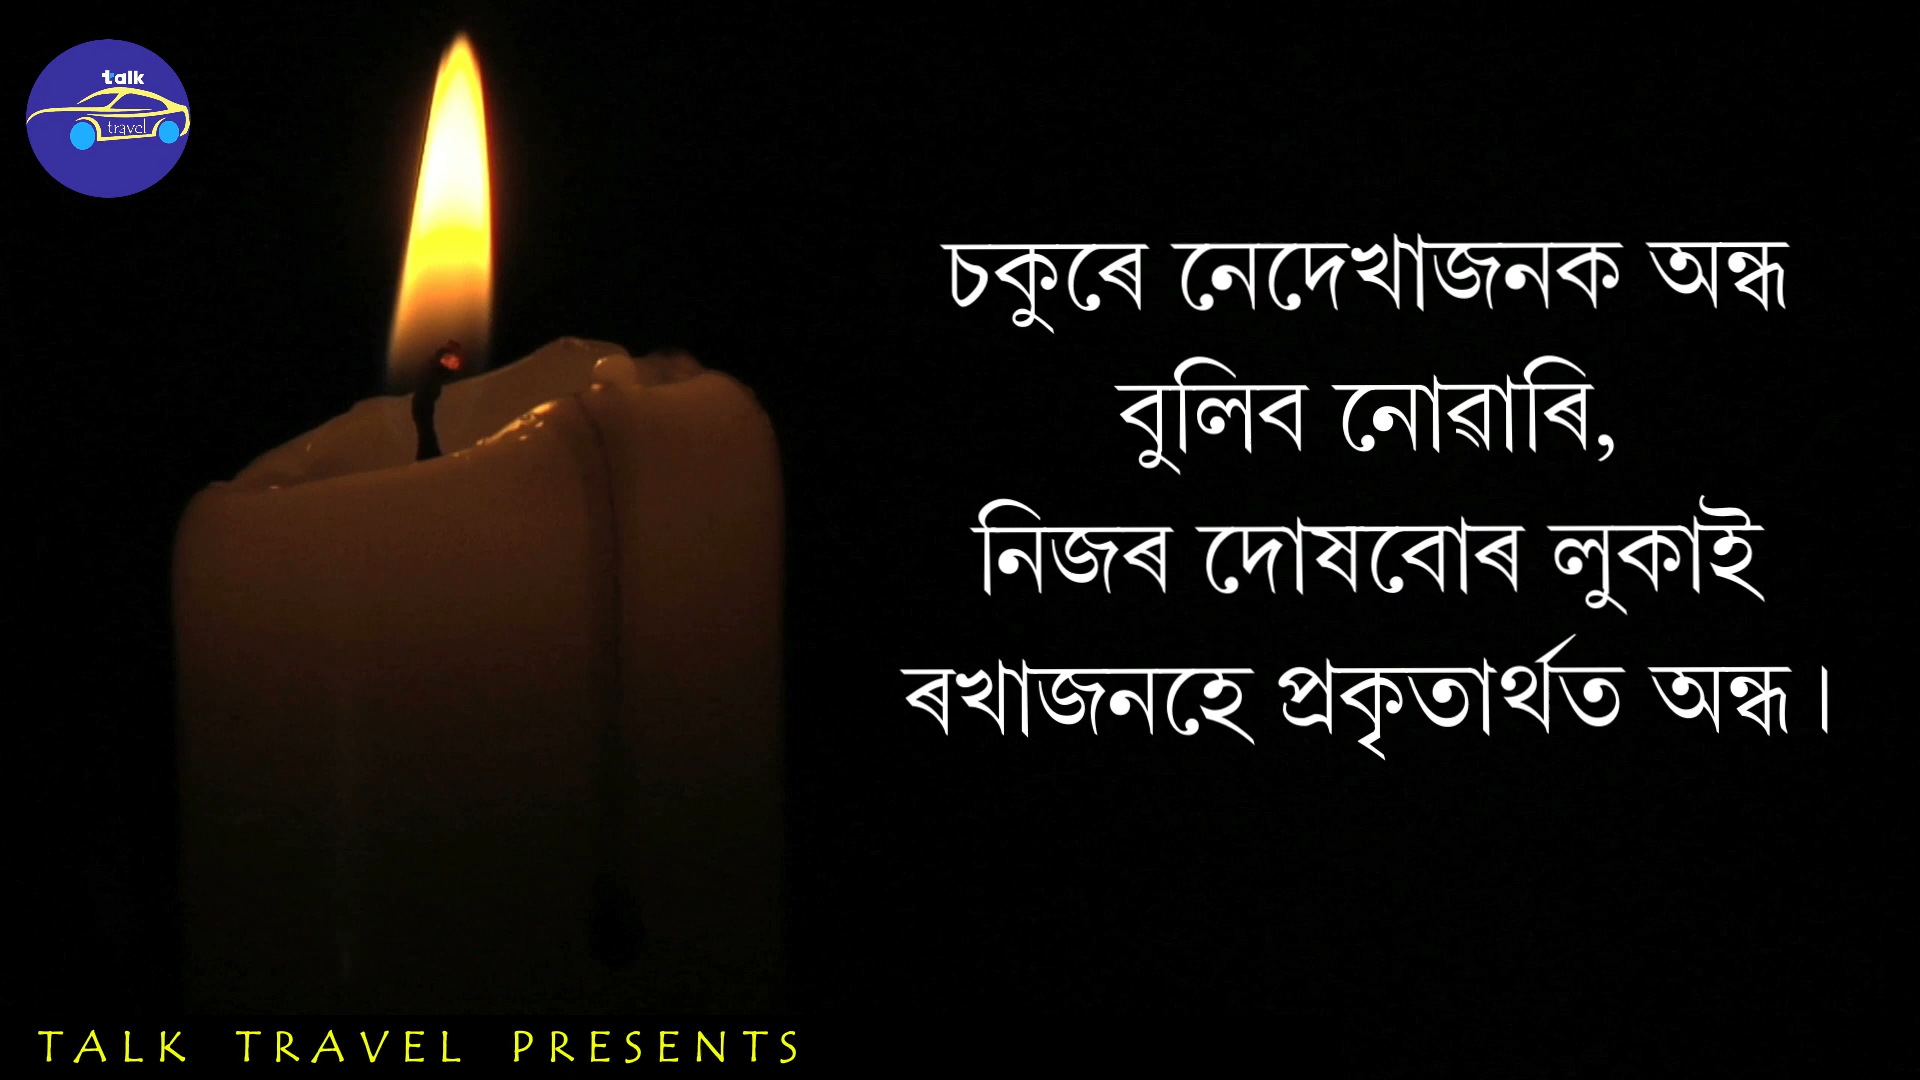 talk
travel
চকুৰে নেদেখাজনক অন্ধ
বুলিব নোৱাৰি,
নিজৰ দোষবোৰ লুকাই
ৰখাজনহে প্ৰকৃতাৰ্থত অন্ধ।
TALK TRAVEL PRESENTS